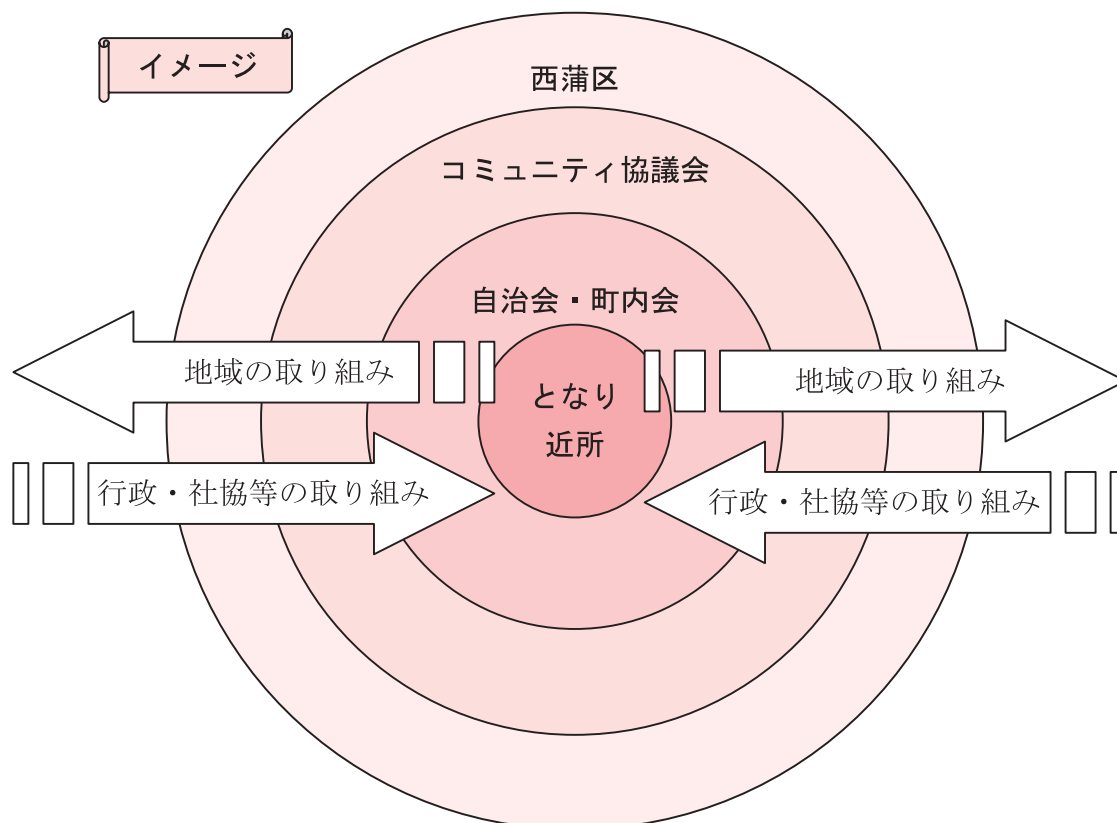 イメージ
西蒲区
コミュニティ協議会
自治会・町内会
地域の取り組み
地域の取り組み
となり
近所
行政・社協等の取り組み
行政・社協等の取り組み